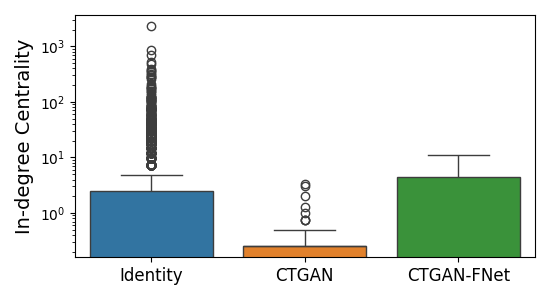 In-degree Centrality
10³
10²
10¹
10⁰
Identity
CTGAN
CTGAN-FNet